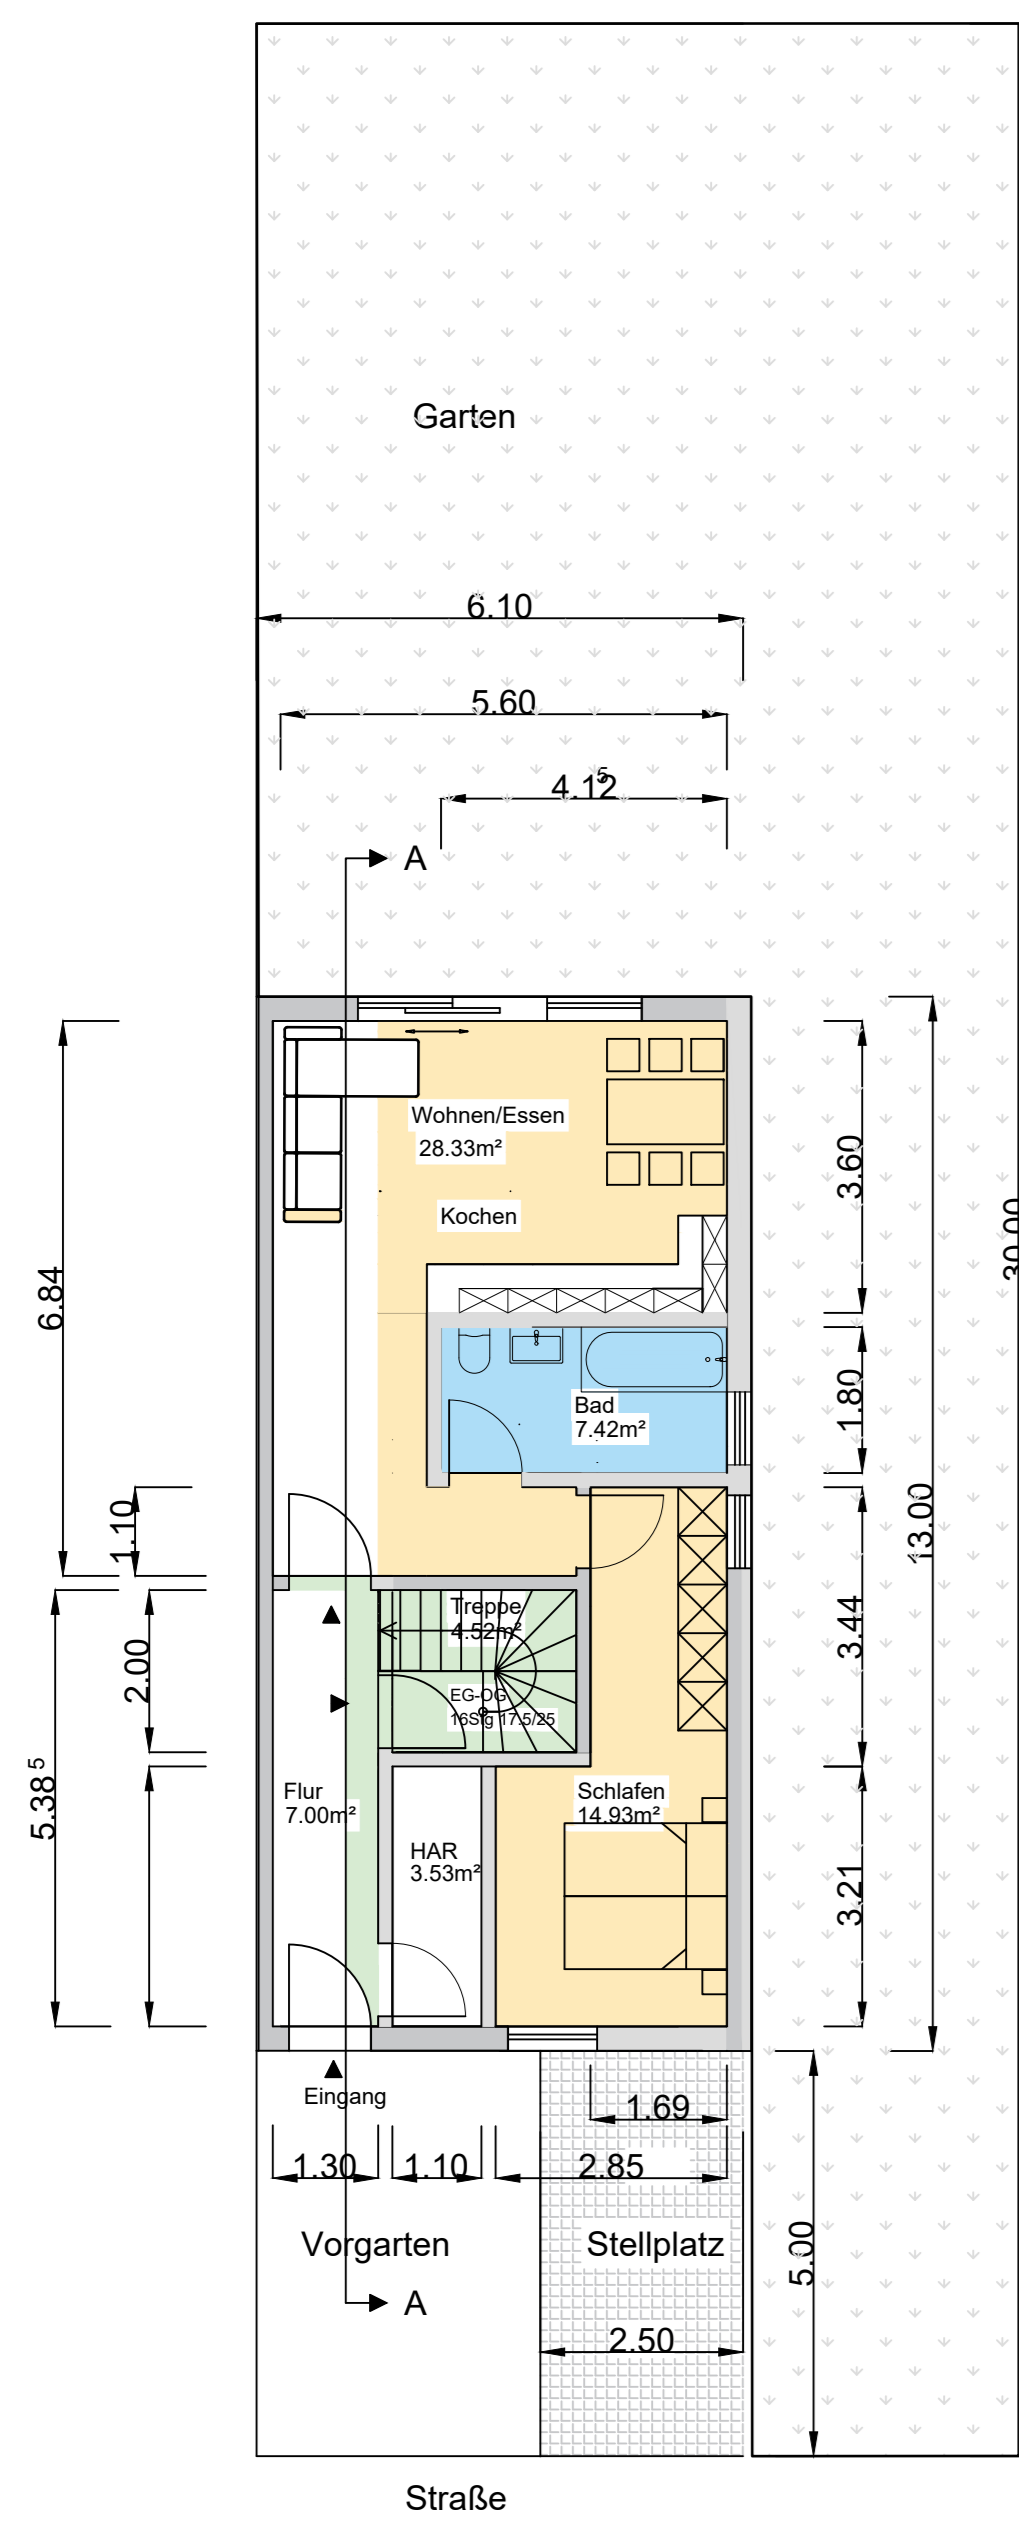 Garten
6.10
5.60
4.12⁵
A
Wohnen/Essen
28.33m²
Kochen
3.60
30.00
6.84
Bad
7.42m²
1.80
1.10
13.00
Treppe
4.52m²
3.44
2.00
EG-OG
16Stg 17.5/25
5.38⁵
Flur
7.00m²
Schlafen
14.93m²
HAR
3.53m²
3.21
Eingang
1.69
1.30
1.10
2.85
Vorgarten
Stellplatz
5.00
A
2.50
Straße